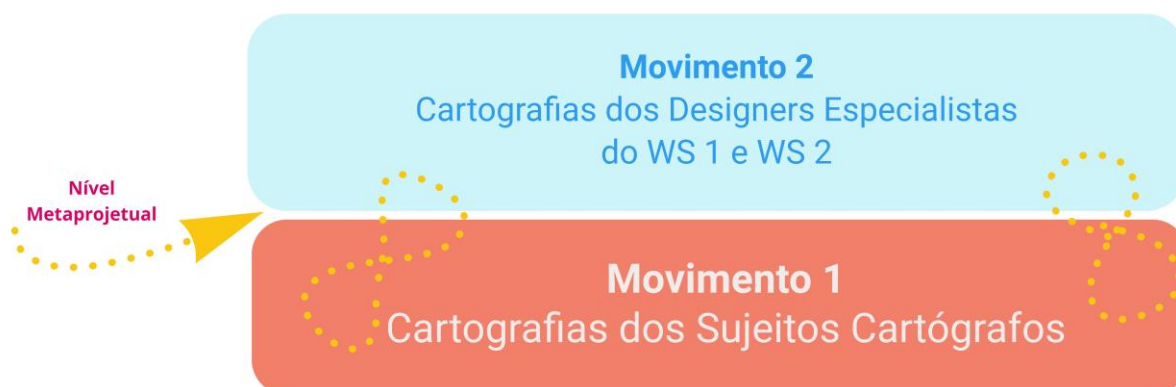 Movimento 2
Cartografias dos Designers Especialistas
do WS 1 e WS 2
Nível
Metaprojetual
Movimento 1
Cartografias dos Sujeitos Cartógrafos